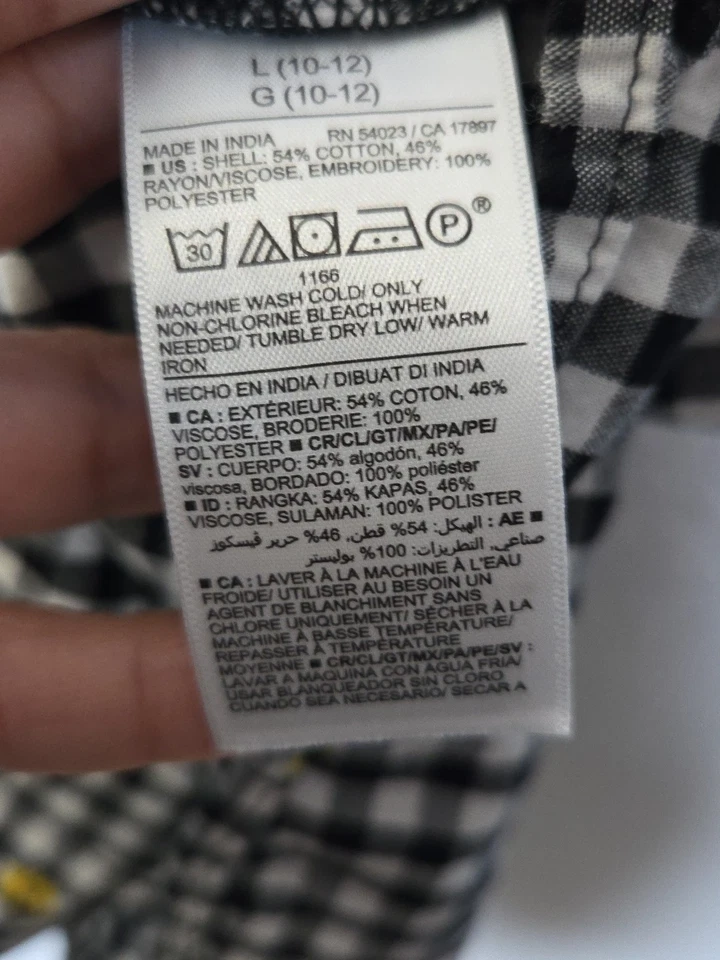 L (10-12)
G (10-12)
MADE IN INDIA RN 54023 / CA 17897
■ US : SHELL: 54% COTTON, 46%
RAYON/VISCOSE, EMBROIDERY: 100%
POLYESTER
30 P®
1166
MACHINE WASH COLD/ ONLY
NON-CHLORINE BLEACH WHEN
NEEDED/ TUMBLE DRY LOW/ WARM
IRON
HECHO EN INDIA / DIBUAT DI INDIA
■ CA : EXTÉRIEUR: 54% COTON, 46%
VISCOSE, BRODERIE: 100%
POLYESTER ■ CR/CL/GT/MX/PA/PE/
SV : CUERPO: 54% algodón, 46%
viscosa, BORDADO: 100% poliéster
■ ID : RANGKA: 54% KAPAS, 46%
VISCOSE, SULAMAN: 100% POLISTER
■ AE : الهيكل: 54% قطن, 46% حرير فيسكوز
صناعي, التطريزات: 100% بوليستر
■ CA : LAVER À LA MACHINE À L'EAU
FROIDE/ UTILISER AU BESOIN UN
AGENT DE BLANCHIMENT SANS
CHLORE UNIQUEMENT/ SÉCHER À LA
MACHINE À BASSE TEMPÉRATURE/
REPASSER À TEMPÉRATURE
MOYENNE ■ CR/CL/GT/MX/PA/PE/SV :
LAVAR A MAQUINA CON AGUA FRIA/
USAR BLANQUEADOR SIN CLORO
CUANDO SEA NECESARIO/ SECAR A